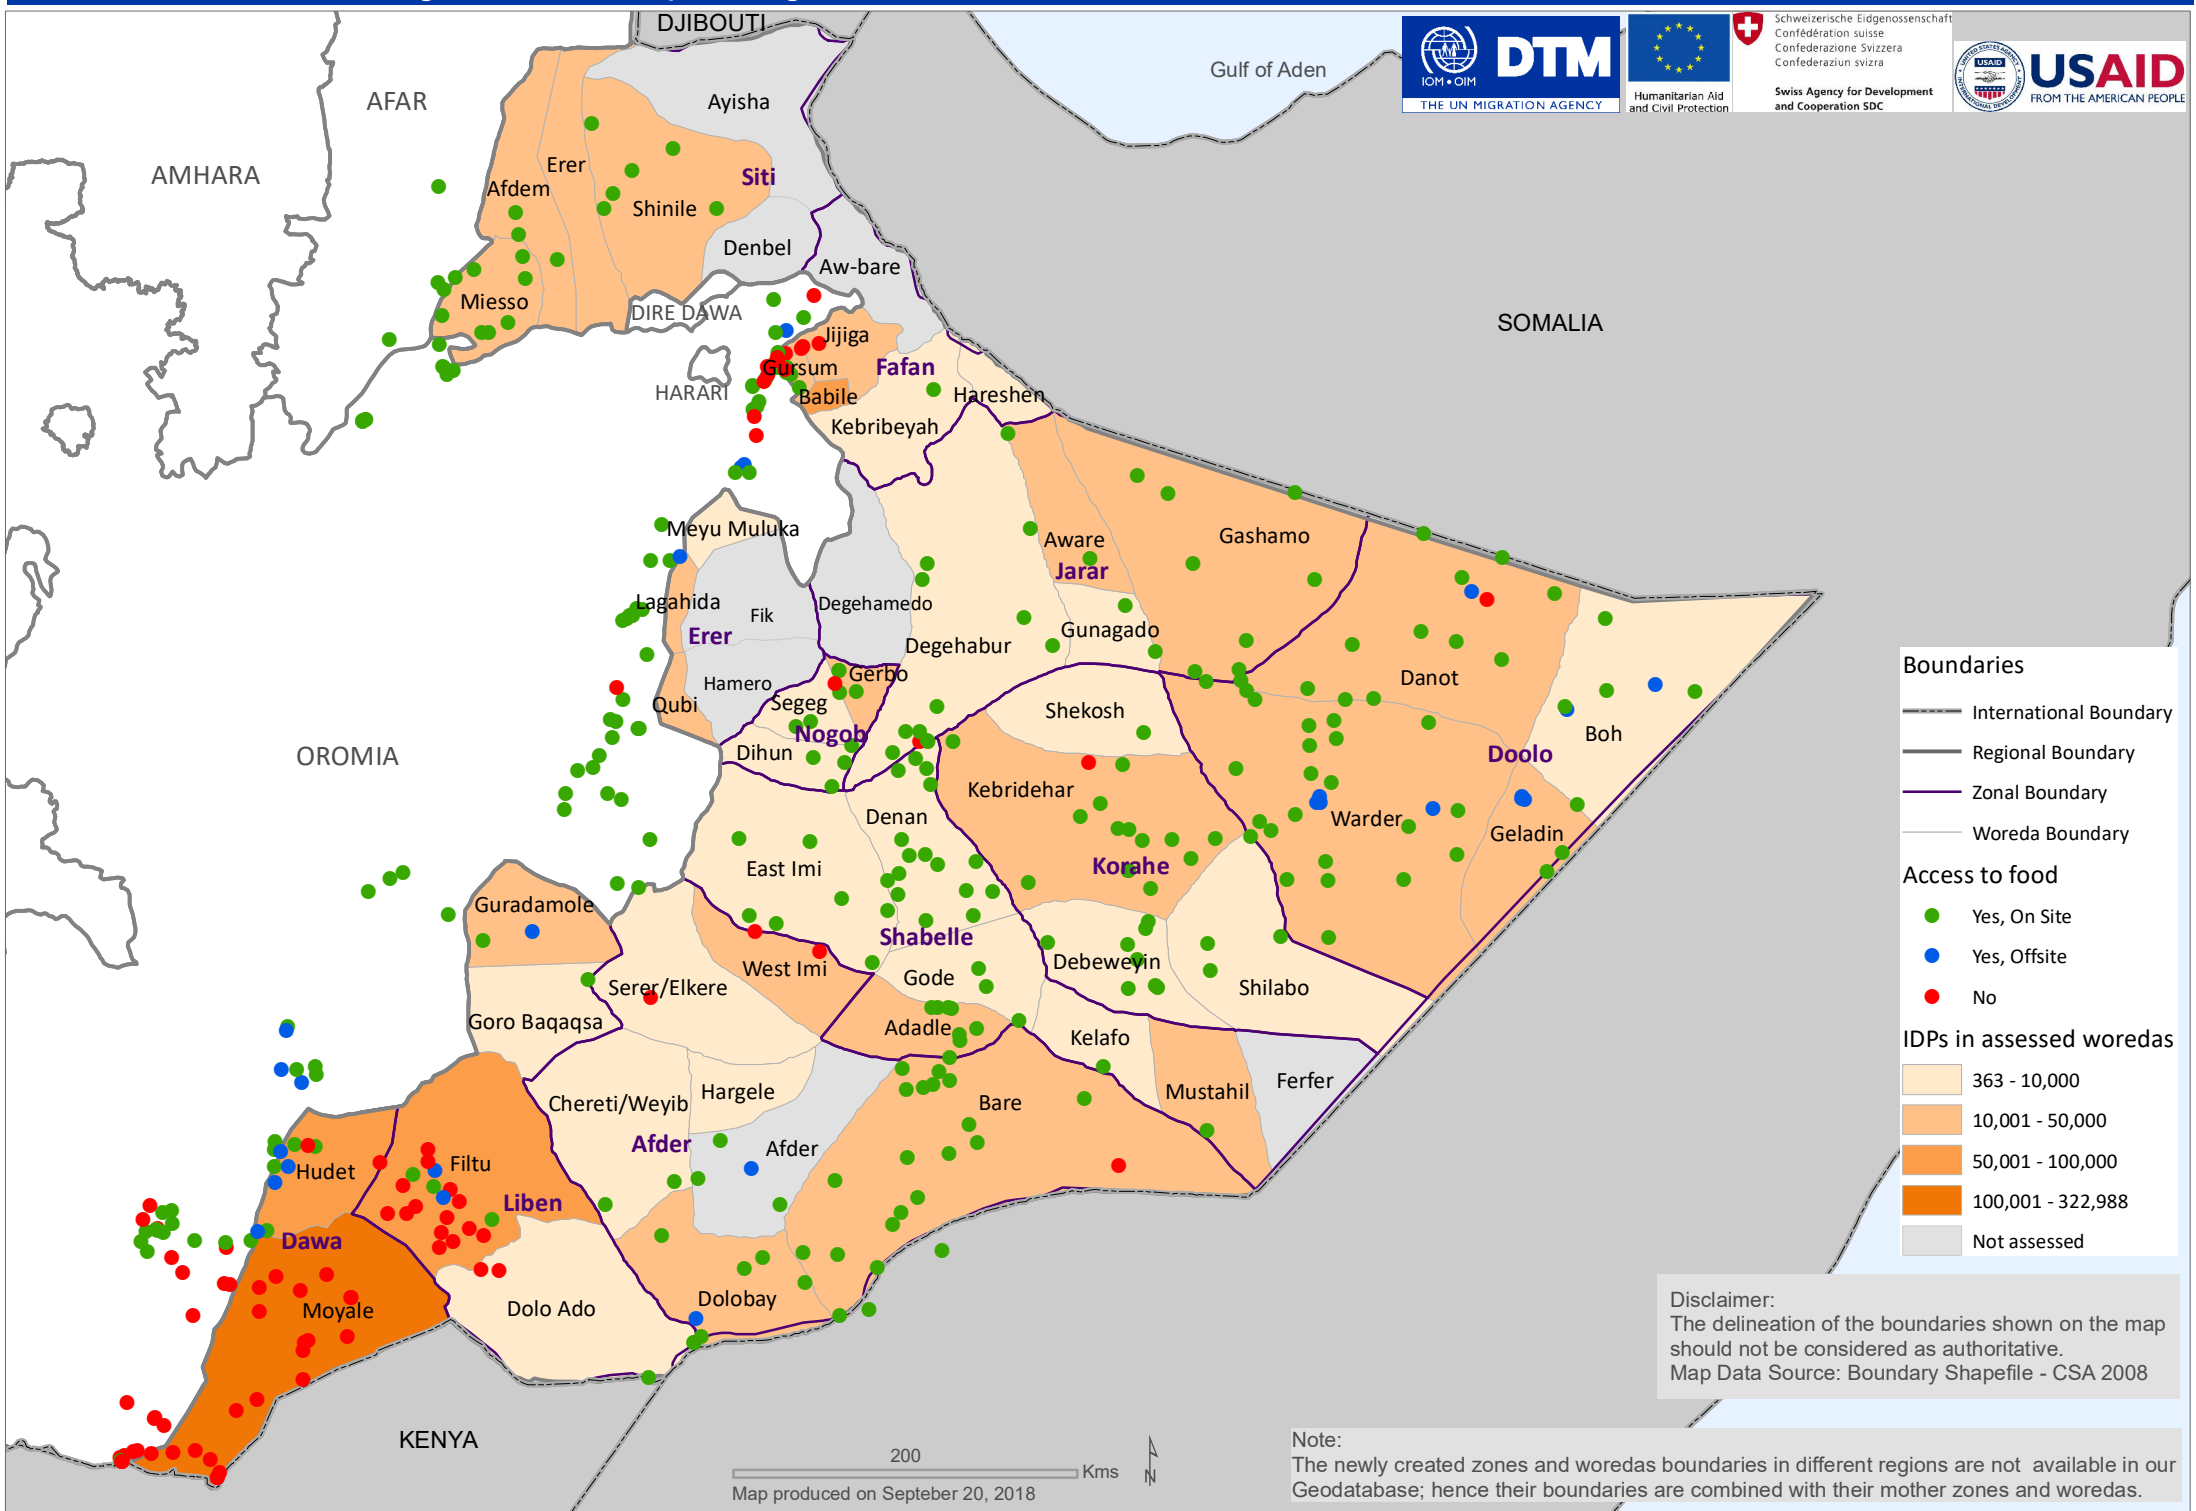 DJIBOUTI
Gulf of Aden
IOM • OIM
DTM
THE UN MIGRATION AGENCY
Humanitarian Aid
and Civil Protection
Schweizerische Eidgenossenschaft
Confédération suisse
Confederazione Svizzera
Confederaziun svizra
Swiss Agency for Development
and Cooperation SDC
USAID
USAID
FROM THE AMERICAN PEOPLE
AFAR
AMHARA
Ayisha
Erer
Afdem
Siti
Shinile
Denbel
Aw-bare
Miesso
DIRE DAWA
SOMALIA
Jijiga
Gursum
Fafan
HARARI
Babile
Hareshen
Kebribeyah
Meyu Muluka
Aware
Gashamo
Jarar
Lagahida
Fik
Degehamedo
Erer
Gunagado
Degehabur
Gerbo
Hamero
Segeg
Qubi
Danot
Shekosh
Nogob
Dihun
Boh
OROMIA
Doolo
Kebridehar
Denan
Warder
Geladin
East Imi
Korahe
Guradamole
Shabelle
West Imi
Gode
Debeweyin
Serer/Elkere
Shilabo
Goro Baqaqsa
Adadle
Kelafo
Ferfer
Hargele
Mustahil
Chereti/Weyib
Bare
Afder
Afder
Hudet
Filtu
Liben
Dawa
Moyale
Dolo Ado
Dolobay
KENYA
Boundaries
International Boundary
Regional Boundary
Zonal Boundary
Woreda Boundary
Access to food
Yes, On Site
Yes, Offsite
No
IDPs in assessed woredas
363 - 10,000
10,001 - 50,000
50,001 - 100,000
100,001 - 322,988
Not assessed
Disclaimer:
The delineation of the boundaries shown on the map
should not be considered as authoritative.
Map Data Source: Boundary Shapefile - CSA 2008
200
Kms
N
Map produced on Septeber 20, 2018
Note:
The newly created zones and woredas boundaries in different regions are not available in our
Geodatabase; hence their boundaries are combined with their mother zones and woredas.